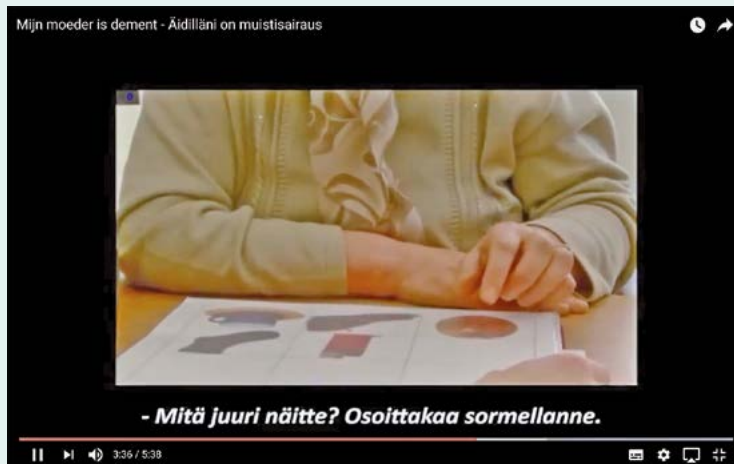 Mijn moeder is dement - Äidilläni on muistisairaus
- Mitä juuri näitte? Osoittakaa sormellanne.
3:36 / 5:38